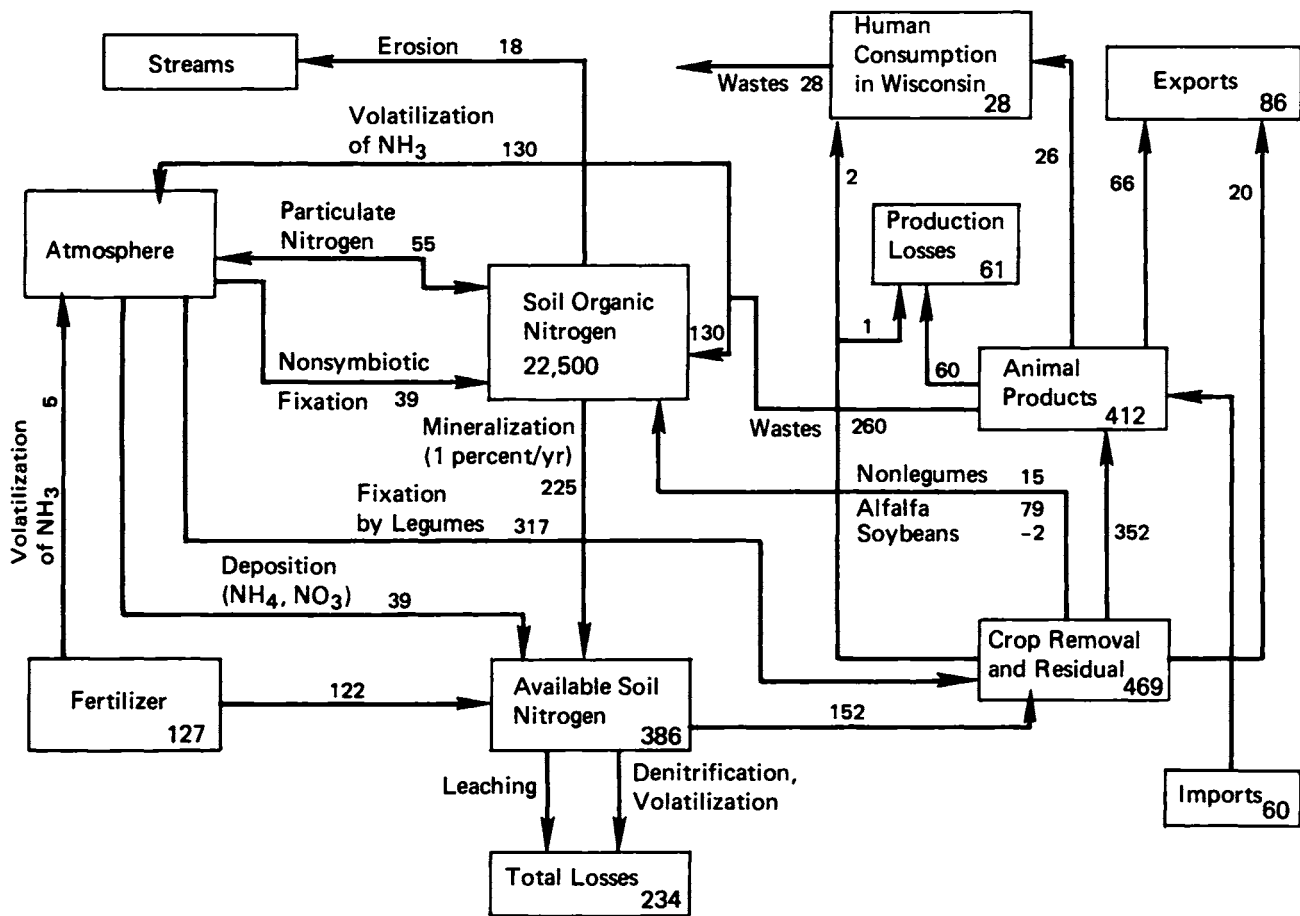 Streams
Erosion 18
Human
Consumption
in Wisconsin
28
Wastes 28
Exports
86
Volatilization
of NH₃ 130
2
26
66
20
Atmosphere
Particulate
Nitrogen 55
Production
Losses
61
Soil Organic
Nitrogen
22,500
130
1
60
Nonsymbiotic
Fixation 39
Animal
Products
412
Wastes 260
Mineralization
(1 percent/yr)
225
Volatilization
of NH₃
5
Nonlegumes 15
Alfalfa 79
Soybeans -2
352
Fixation
by Legumes 317
Deposition
(NH₄, NO₃) 39
Crop Removal
and Residual
469
Fertilizer
127
122
Available Soil
Nitrogen
386
152
Leaching
Denitrification,
Volatilization
Imports 60
Total Losses
234